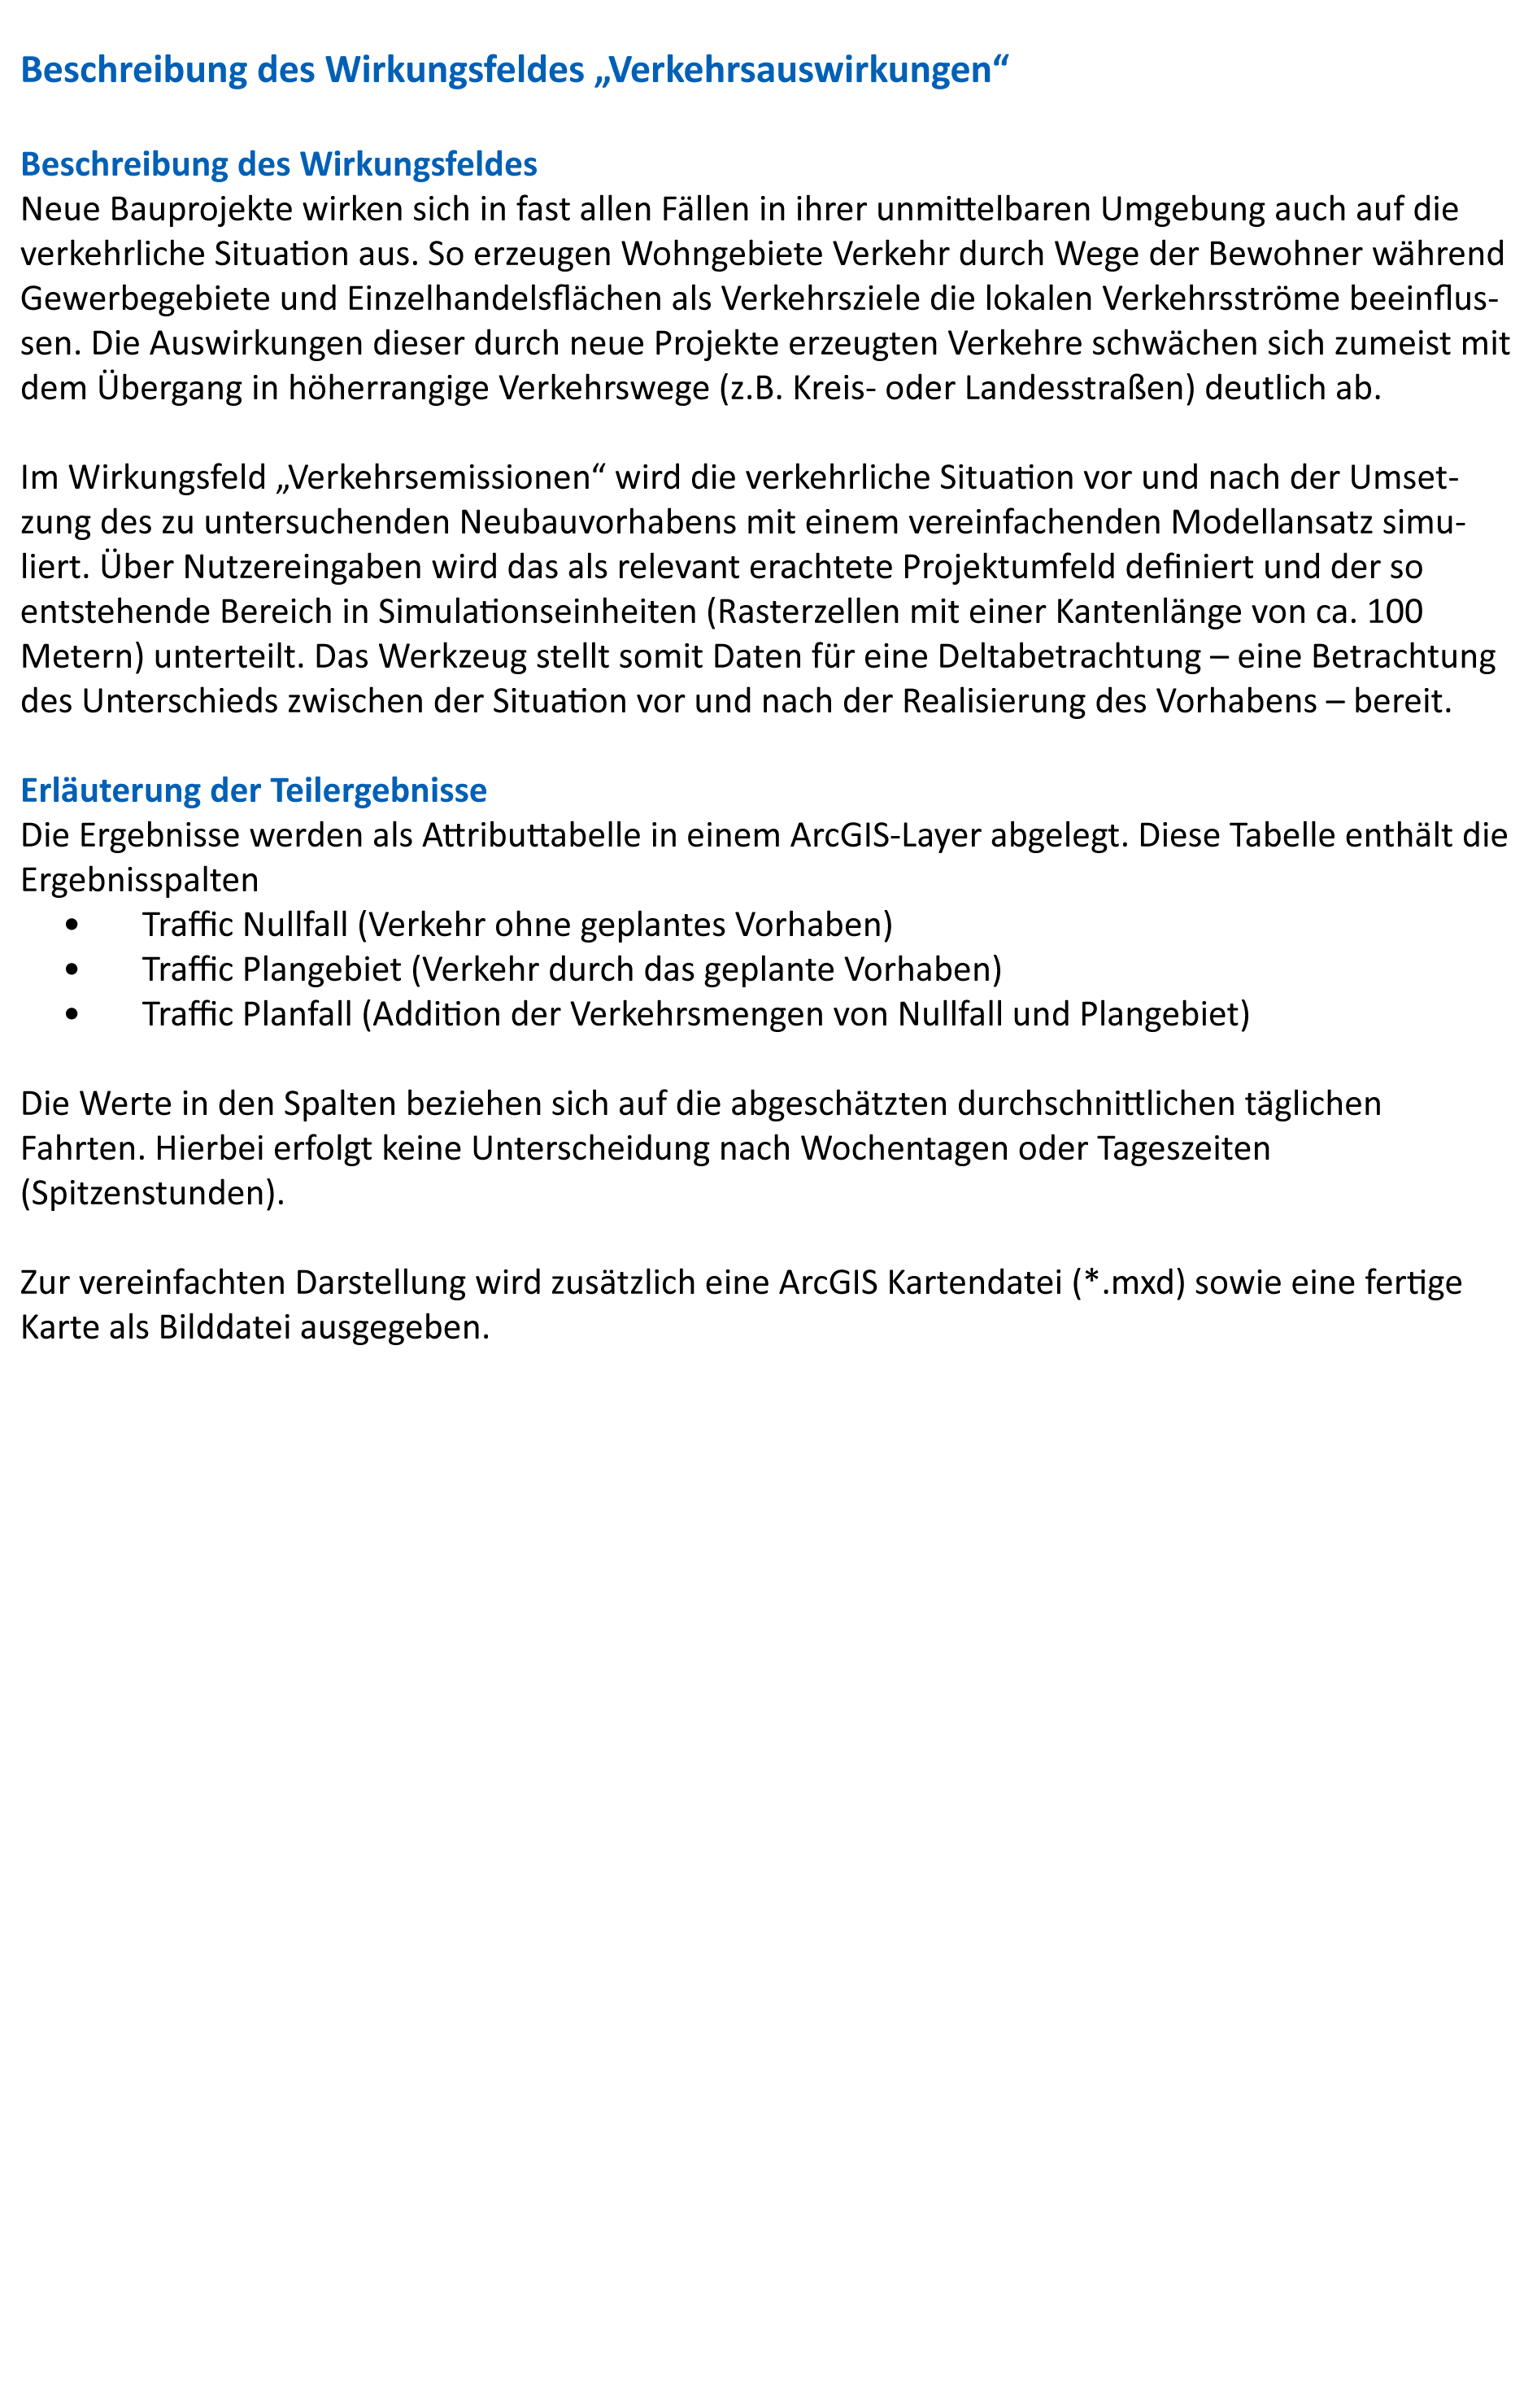 Beschreibung des Wirkungsfeldes „Verkehrsauswirkungen“
Beschreibung des Wirkungsfeldes
Neue Bauprojekte wirken sich in fast allen Fällen in ihrer unmittelbaren Umgebung auch auf die
verkehrliche Situation aus. So erzeugen Wohngebiete Verkehr durch Wege der Bewohner während
Gewerbegebiete und Einzelhandelsflächen als Verkehrsziele die lokalen Verkehrsströme beeinflus-
sen. Die Auswirkungen dieser durch neue Projekte erzeugten Verkehre schwächen sich zumeist mit
dem Übergang in höherrangige Verkehrswege (z.B. Kreis- oder Landesstraßen) deutlich ab.
Im Wirkungsfeld „Verkehrsemissionen“ wird die verkehrliche Situation vor und nach der Umset-
zung des zu untersuchenden Neubauvorhabens mit einem vereinfachenden Modellansatz simu-
liert. Über Nutzereingaben wird das als relevant erachtete Projektumfeld definiert und der so
entstehende Bereich in Simulationseinheiten (Rasterzellen mit einer Kantenlänge von ca. 100
Metern) unterteilt. Das Werkzeug stellt somit Daten für eine Deltabetrachtung – eine Betrachtung
des Unterschieds zwischen der Situation vor und nach der Realisierung des Vorhabens – bereit.
Erläuterung der Teilergebnisse
Die Ergebnisse werden als Attributtabelle in einem ArcGIS-Layer abgelegt. Diese Tabelle enthält die
Ergebnisspalten
• Traffic Nullfall (Verkehr ohne geplantes Vorhaben)
• Traffic Plangebiet (Verkehr durch das geplante Vorhaben)
• Traffic Planfall (Addition der Verkehrsmengen von Nullfall und Plangebiet)
Die Werte in den Spalten beziehen sich auf die abgeschätzten durchschnittlichen täglichen
Fahrten. Hierbei erfolgt keine Unterscheidung nach Wochentagen oder Tageszeiten
(Spitzenstunden).
Zur vereinfachten Darstellung wird zusätzlich eine ArcGIS Kartendatei (*.mxd) sowie eine fertige
Karte als Bilddatei ausgegeben.